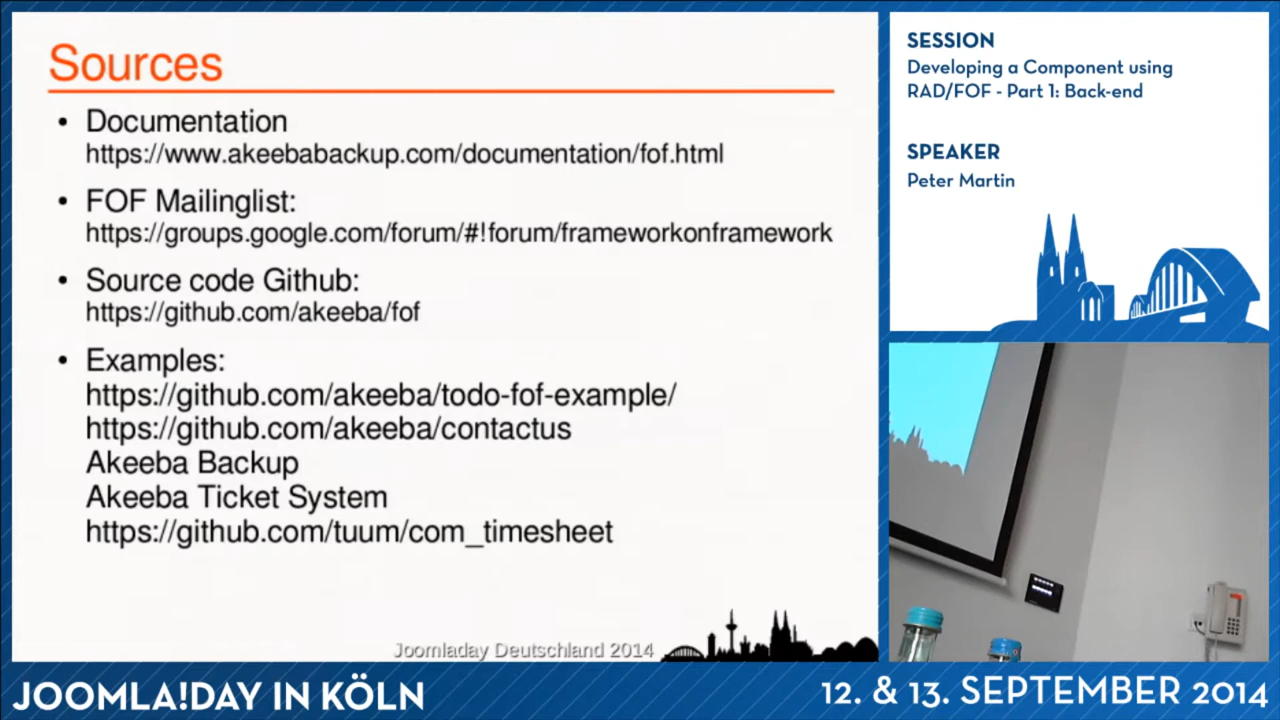 Sources
• Documentation
https://www.akeebabackup.com/documentation/fof.html
• FOF Mailinglist:
https://groups.google.com/forum/#!forum/frameworkonframework
• Source code Github:
https://github.com/akeeba/fof
• Examples:
https://github.com/akeeba/todo-fof-example/
https://github.com/akeeba/contactus
Akeeba Backup
Akeeba Ticket System
https://github.com/tuum/com_timesheet
Joomladay Deutschland 2014
SESSION
Developing a Component using
RAD/FOF - Part 1: Back-end
SPEAKER
Peter Martin
JOOMLA!DAY IN KÖLN
12. & 13. SEPTEMBER 2014